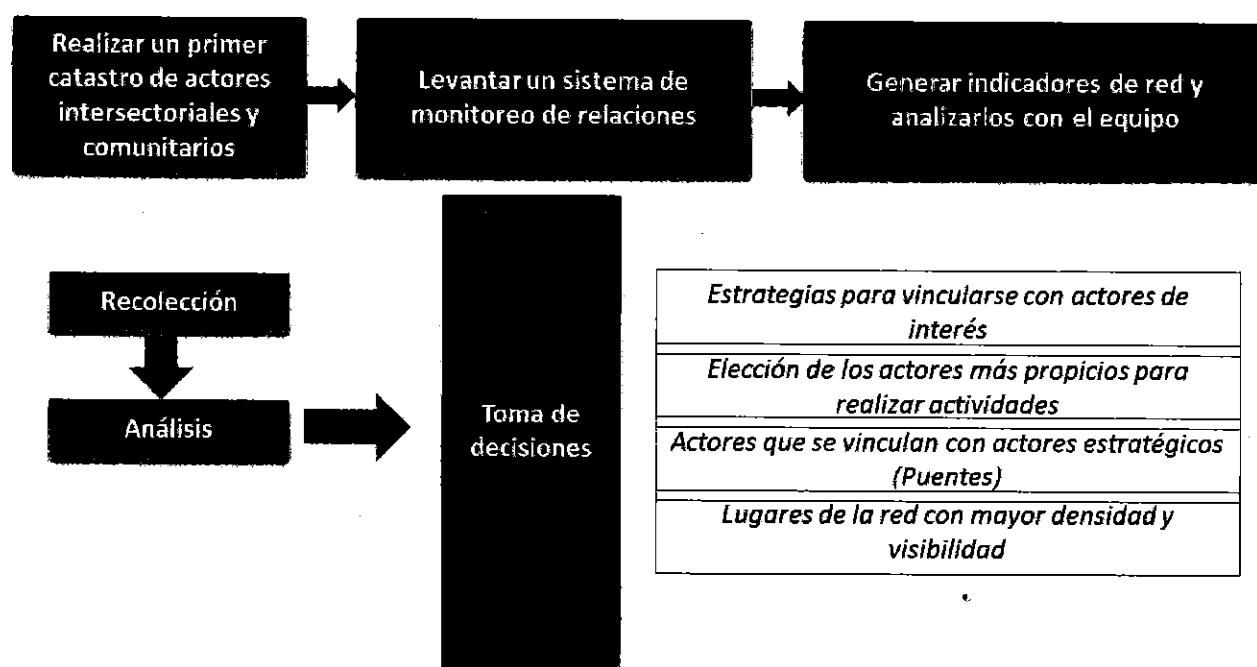 Realizar un primer
catastro de actores
intersectoriales y
comunitarios
Levantar un sistema de
monitoreo de relaciones
Generar indicadores de red y
analizarlos con el equipo
Recolección
Análisis
Toma de
decisiones
Estrategias para vincularse con actores de
interés
Elección de los actores más propicios para
realizar actividades
Actores que se vinculan con actores estratégicos
(Puentes)
Lugares de la red con mayor densidad y
visibilidad